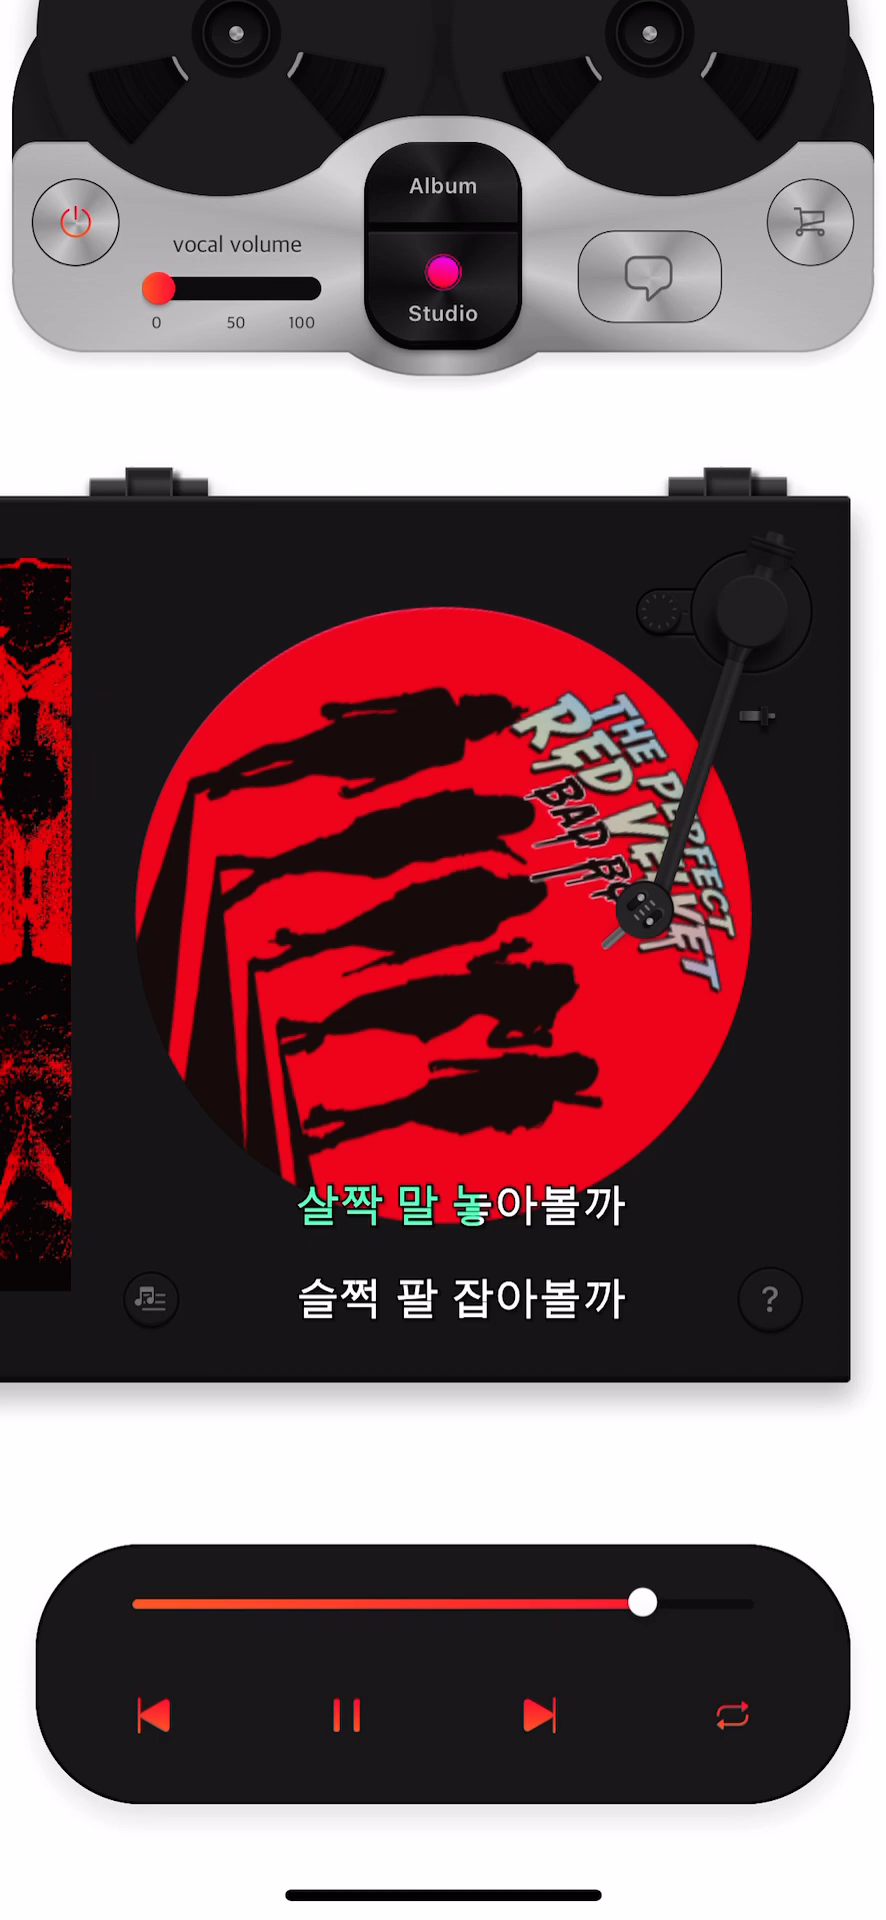 Album
vocal volume
0 50 100
Studio
THE PERFECT
RED VELVET
BAD
살짝 말 놓아볼까
슬쩍 팔 잡아볼까
?